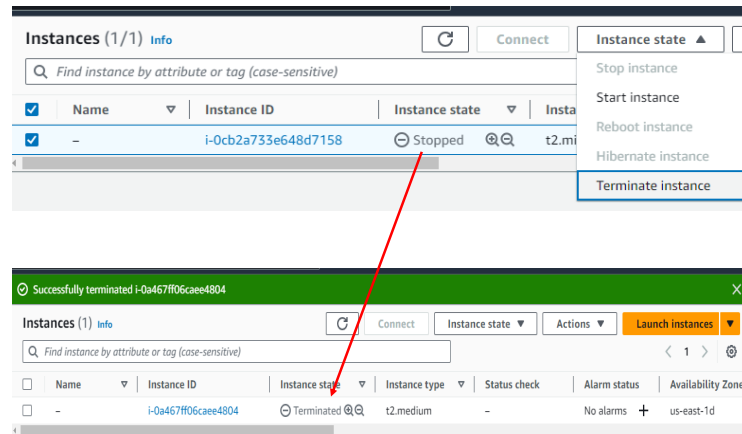 Instances (1/1) Info
Connect
Instance state ▲
Find instance by attribute or tag (case-sensitive)
Stop instance
Start instance
Reboot instance
Hibernate instance
Terminate instance
Name
Instance ID
Instance state
–
i-0cb2a733e648d7158
Stopped
Successfully terminated i-0a467ff06caee4804
Instances (1) Info
Connect
Instance state ▼
Actions ▼
Launch instances ▼
Find instance by attribute or tag (case-sensitive)
< 1 >
Name Instance ID Instance state Instance type Status check Alarm status Availability Zone
– i-0a467ff06caee4804 Terminated t2.medium – No alarms + us-east-1d